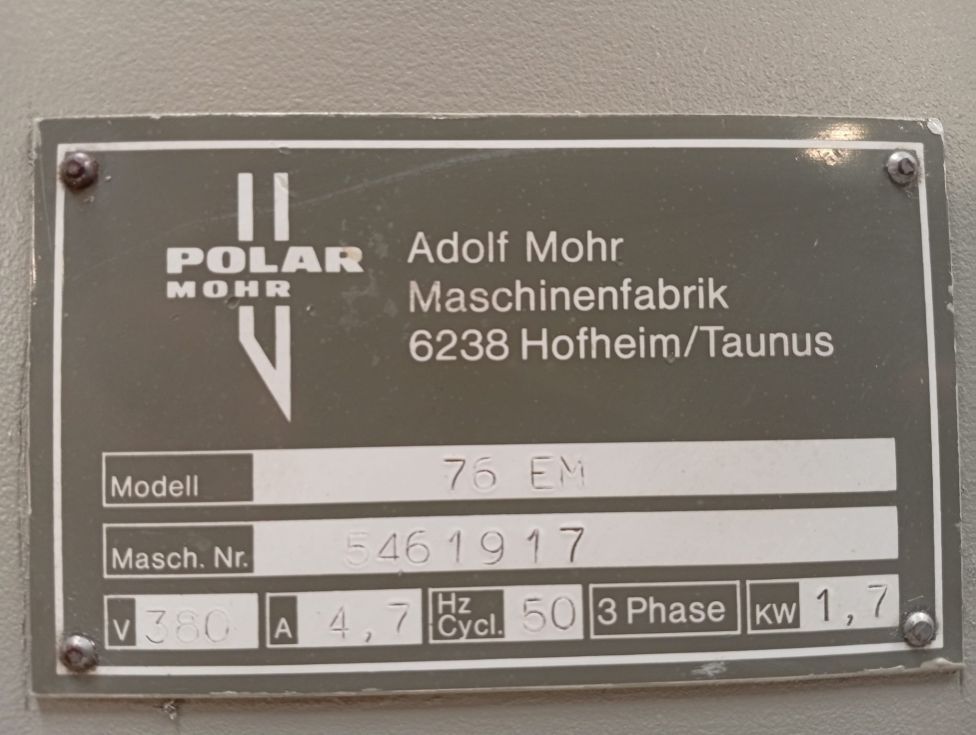 POLAR
MOHR
Adolf Mohr
Maschinenfabrik
6238 Hofheim/Taunus
Modell 76 EM
Masch. Nr. 5461917
V 380 A 4,7 Hz Cycl. 50 3 Phase KW 1,7